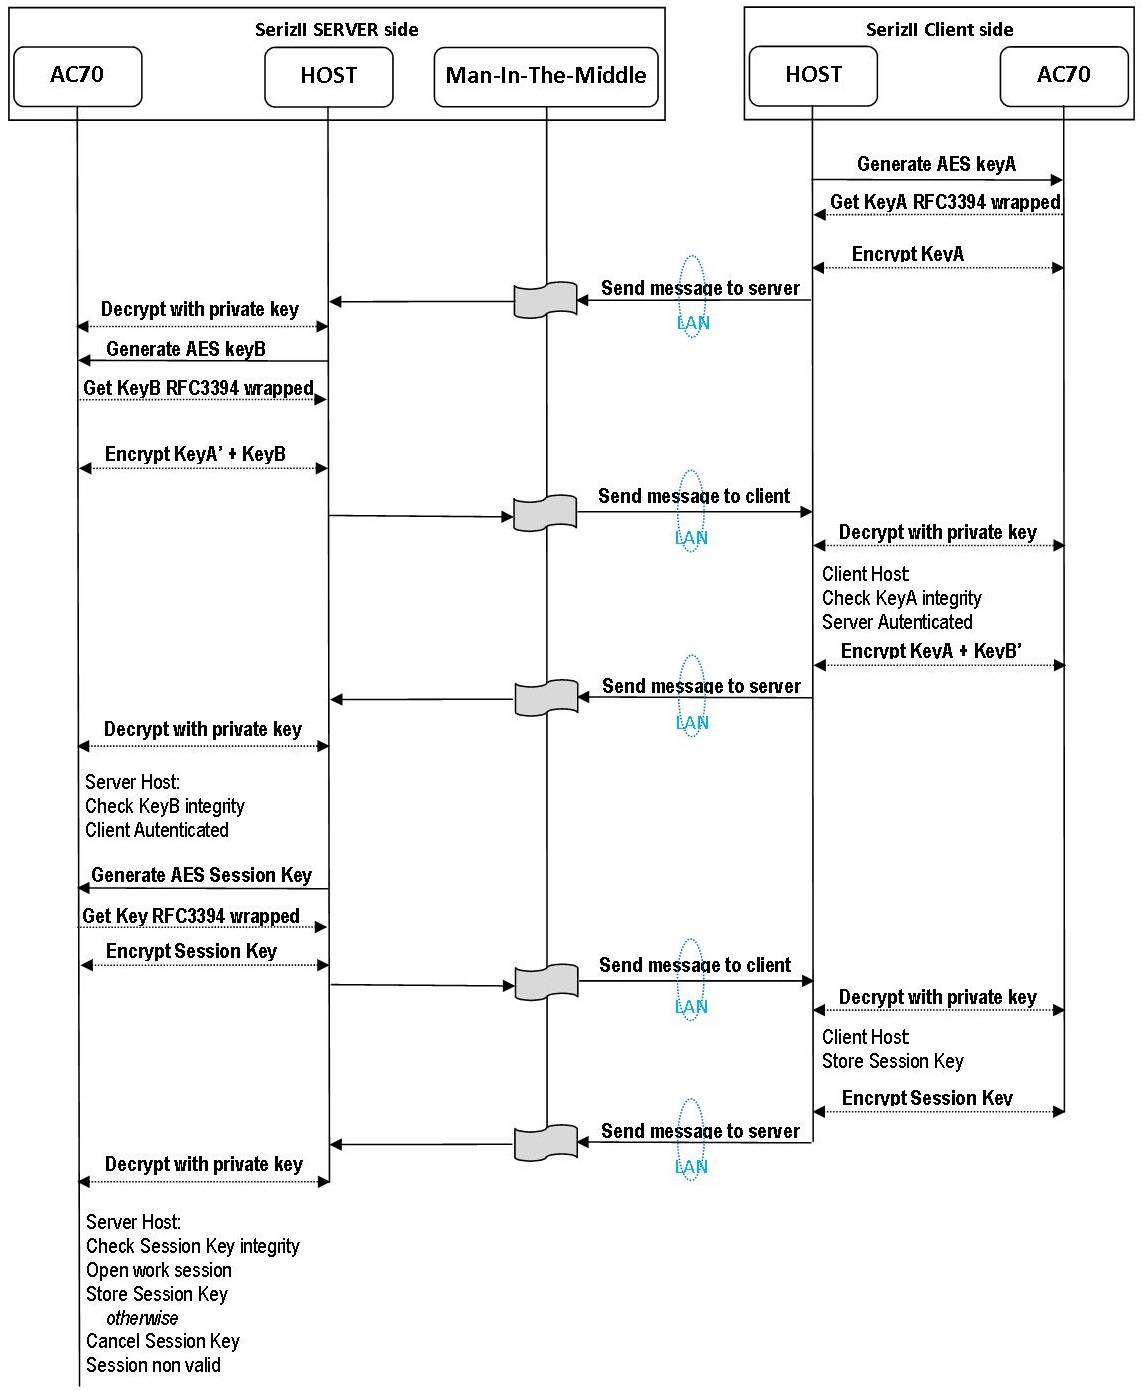 SerizII SERVER side
SerizII Client side
AC70
HOST
Man-In-The-Middle
HOST
AC70
Generate AES keyA
Get KeyA RFC3394 wrapped
Encrypt KeyA
Send message to server
LAN
Decrypt with private key
Generate AES keyB
Get KeyB RFC3394 wrapped
Encrypt KeyA' + KeyB
Send message to client
LAN
Decrypt with private key
Client Host:
Check KeyA integrity
Server Autenticated
Encrypt KeyA + KeyB'
Send message to server
LAN
Decrypt with private key
Server Host:
Check KeyB integrity
Client Autenticated
Generate AES Session Key
Get Key RFC3394 wrapped
Encrypt Session Key
Send message to client
LAN
Decrypt with private key
Client Host:
Store Session Key
Encrypt Session Key
Send message to server
LAN
Decrypt with private key
Server Host:
Check Session Key integrity
Open work session
Store Session Key
otherwise
Cancel Session Key
Session non valid